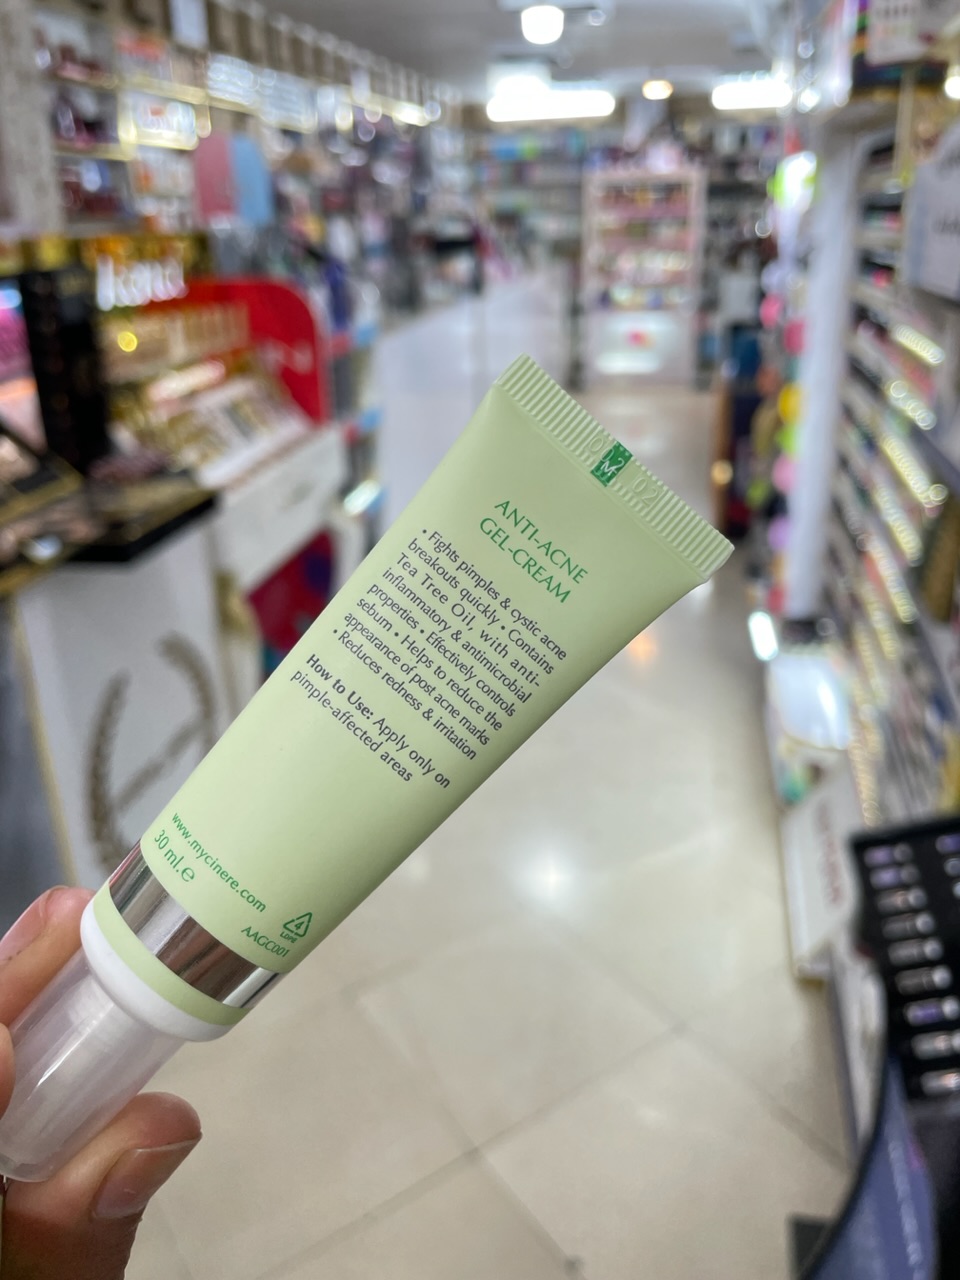 ANTI-ACNE
GEL-CREAM
• Fights pimples & cystic acne
breakouts quickly • Contains
Tea Tree Oil, with anti-
inflammatory & antimicrobial
properties • Effectively controls
sebum • Helps to reduce the
appearance of post acne marks
• Reduces redness & irritation
How to Use: Apply only on
pimple-affected areas
www.mycinere.com
30 ml.e
4
LDPE
AAGC001